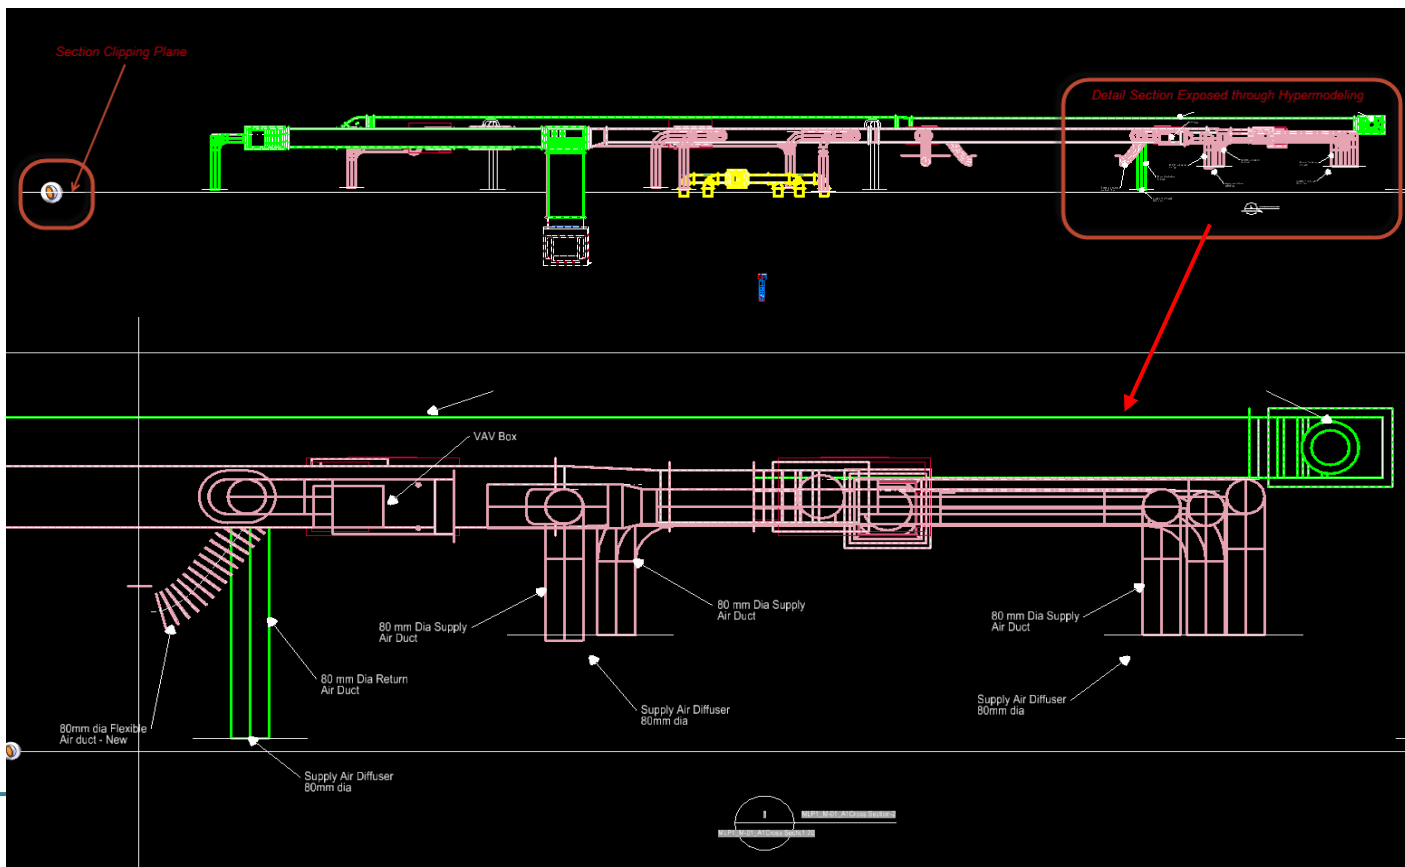 Section Clipping Plane
Detail Section Exposed through Hypermodeling
VAV Box
80 mm Dia Supply
Air Duct
80 mm Dia Supply
Air Duct
80 mm Dia Supply
Air Duct
80 mm Dia Return
Air Duct
Supply Air Diffuser
80mm dia
Supply Air Diffuser
80mm dia
80mm dia Flexible
Air duct - New
Supply Air Diffuser
80mm dia